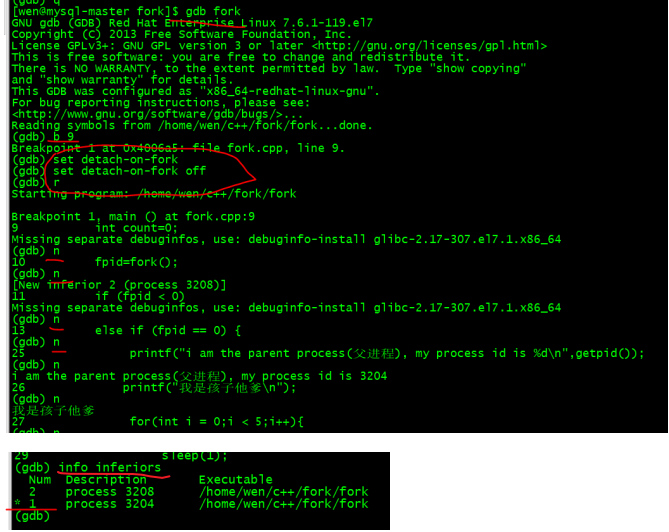 (gdb) q
[wen@mysql-master fork]$ gdb fork
GNU gdb (GDB) Red Hat Enterprise Linux 7.6.1-119.el7
Copyright (C) 2013 Free Software Foundation, Inc.
License GPLv3+: GNU GPL version 3 or later <http://gnu.org/licenses/gpl.html>
This is free software: you are free to change and redistribute it.
There is NO WARRANTY, to the extent permitted by law.  Type "show copying"
and "show warranty" for details.
This GDB was configured as "x86_64-redhat-linux-gnu".
For bug reporting instructions, please see:
<http://www.gnu.org/software/gdb/bugs/>...
Reading symbols from /home/wen/c++/fork/fork...done.
(gdb) b 9
Breakpoint 1 at 0x4006a5: file fork.cpp, line 9.
(gdb) set detach-on-fork
(gdb) set detach-on-fork off
(gdb) r
Starting program: /home/wen/c++/fork/fork
Breakpoint 1, main () at fork.cpp:9
9 int count=0;
Missing separate debuginfos, use: debuginfo-install glibc-2.17-307.el7.1.x86_64
(gdb) n
10 fpid=fork();
(gdb) n
[New inferior 2 (process 3208)]
11 if (fpid < 0)
Missing separate debuginfos, use: debuginfo-install glibc-2.17-307.el7.1.x86_64
(gdb) n
13 else if (fpid == 0) {
(gdb) n
25 printf("i am the parent process(父进程), my process id is %d\n",getpid());
(gdb) n
i am the parent process(父进程), my process id is 3204
26 printf("我是孩子他爹\n");
(gdb) n
我是孩子他爹
27 for(int i = 0;i < 5;i++){
(gdb) n
29 sleep(1);
(gdb) info inferiors
Num  Description  Executable
2  process 3208  /home/wen/c++/fork/fork
* 1  process 3204  /home/wen/c++/fork/fork
(gdb)